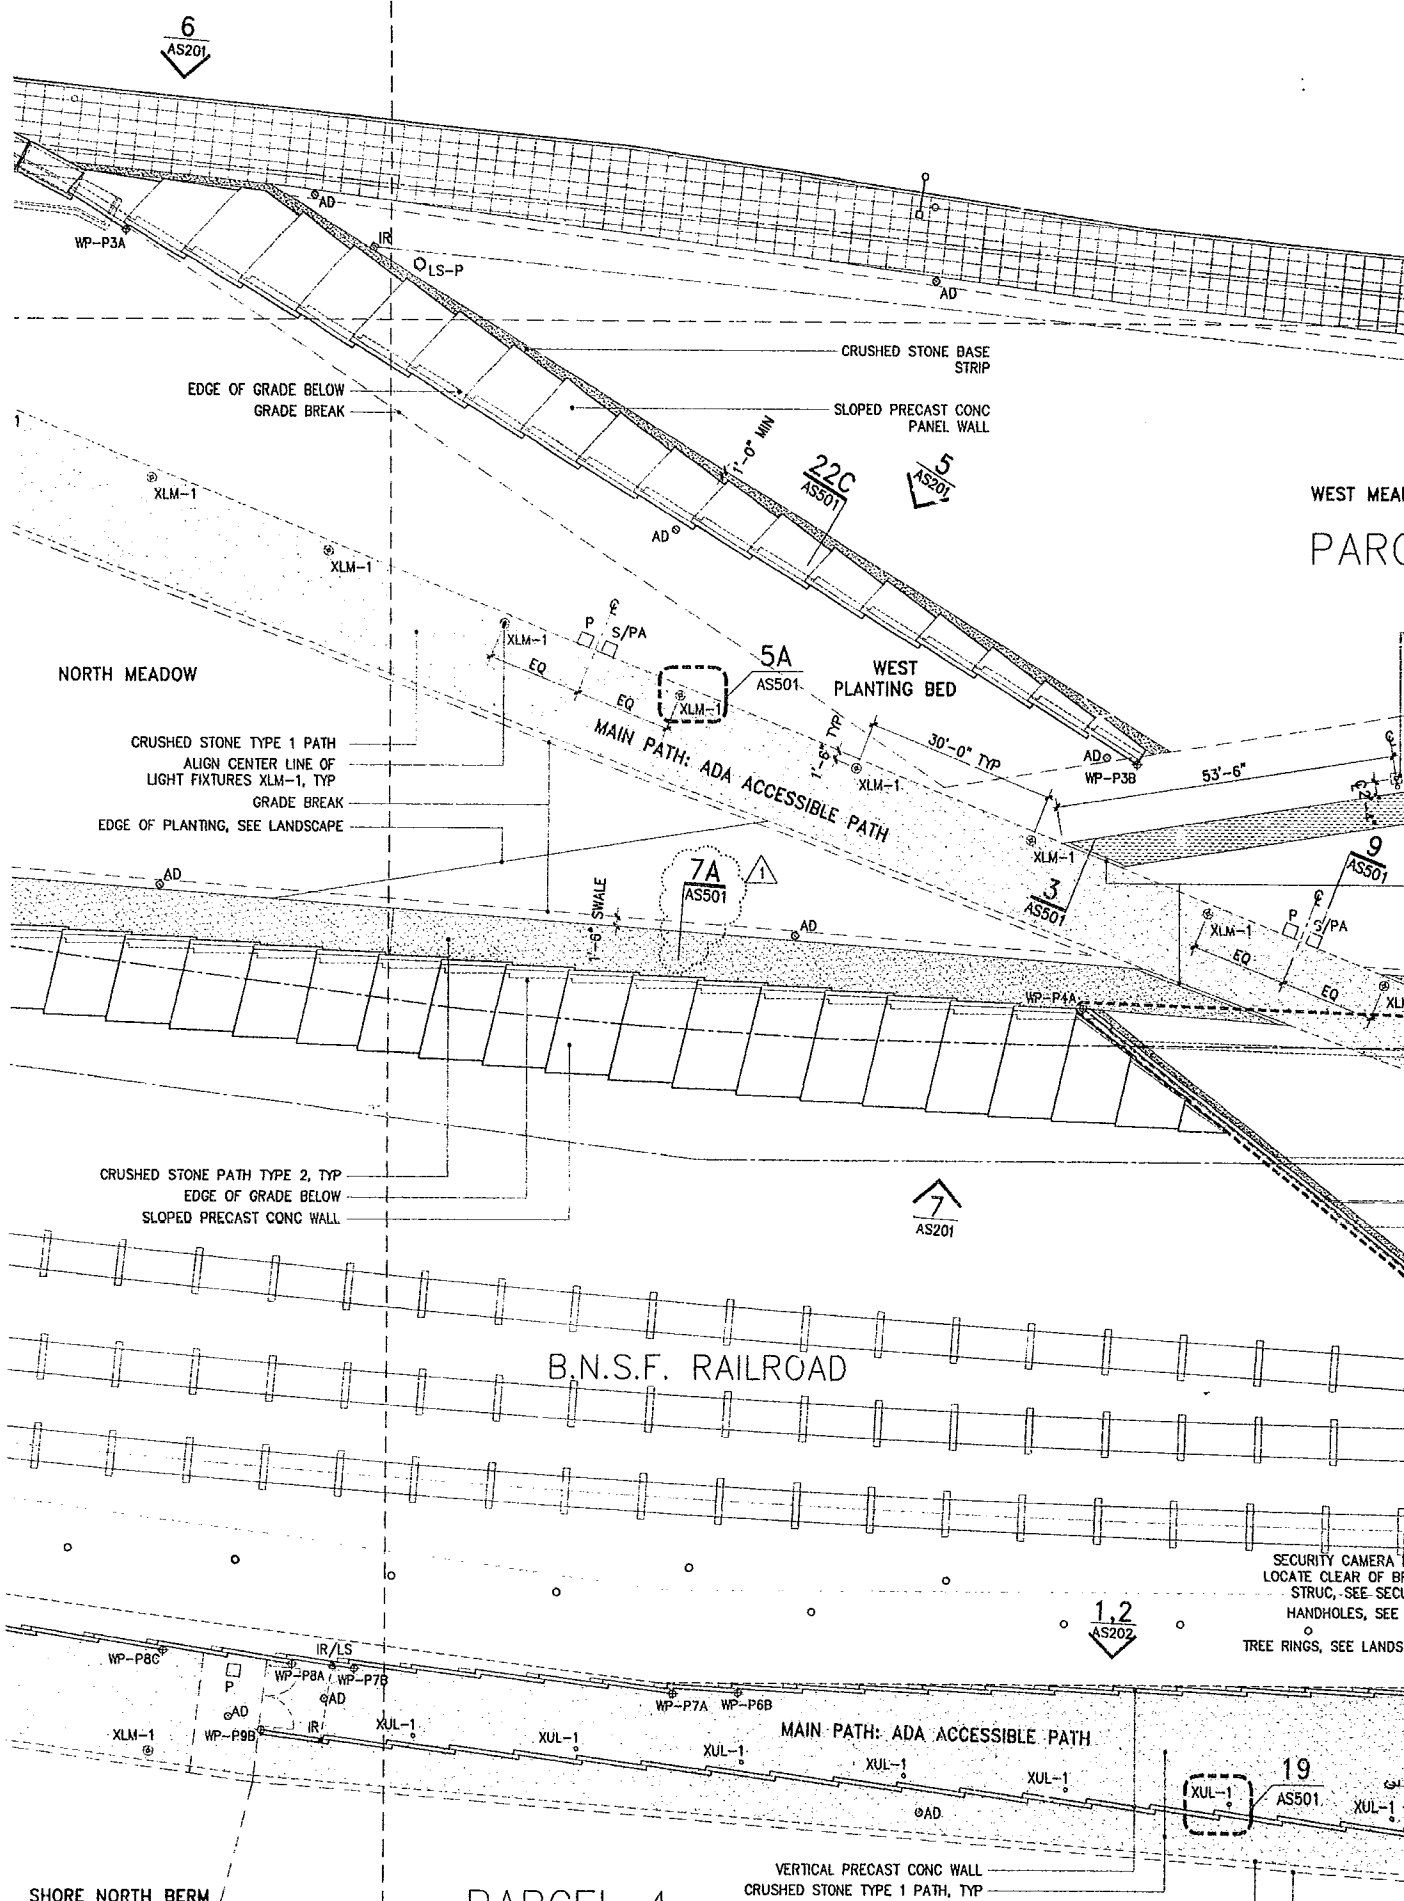 6
AS201
AD
WP-P3A
IR
LS-P
AD
CRUSHED STONE BASE
STRIP
EDGE OF GRADE BELOW
GRADE BREAK
SLOPED PRECAST CONC
PANEL WALL
1'-0" MIN
22C
AS501
5
AS201
WEST
PARC
XLM-1
AD
XLM-1
XLM-1
P
℄
S/PA
EQ
EQ
XLM-1
5A
AS501
NORTH MEADOW
WEST
PLANTING BED
MAIN PATH: ADA ACCESSIBLE PATH
1'-6" TYP
30'-0" TYP
XLM-1
AD
WP-P3B
53'-6"
℄
CRUSHED STONE TYPE 1 PATH
ALIGN CENTER LINE OF
LIGHT FIXTURES XLM-1, TYP
GRADE BREAK
EDGE OF PLANTING, SEE LANDSCAPE
XLM-1
3
AS501
9
AS501
7A
AS501
1
AD
1'-6" SWALE
AD
XLM-1
P
℄
S/PA
EQ
EQ
WP-P4A
CRUSHED STONE PATH TYPE 2, TYP
EDGE OF GRADE BELOW
SLOPED PRECAST CONC WALL
7
AS201
B.N.S.F. RAILROAD
SECURITY CAMERA
LOCATE CLEAR OF
STRUC, SEE
HANDHOLES, SEE
TREE RINGS, SEE
1,2
AS202
WP-P8C
P
AD
WP-P8A
IR/LS
WP-P7B
AD
WP-P9B
IR
XLM-1
XUL-1
WP-P7A
WP-P6B
MAIN PATH: ADA ACCESSIBLE PATH
XUL-1
XUL-1
XUL-1
XUL-1
XUL-1
19
AS501
XUL-1
AD
VERTICAL PRECAST CONC WALL
CRUSHED STONE TYPE 1 PATH, TYP
SHORE NORTH BERM
PARCEL 4